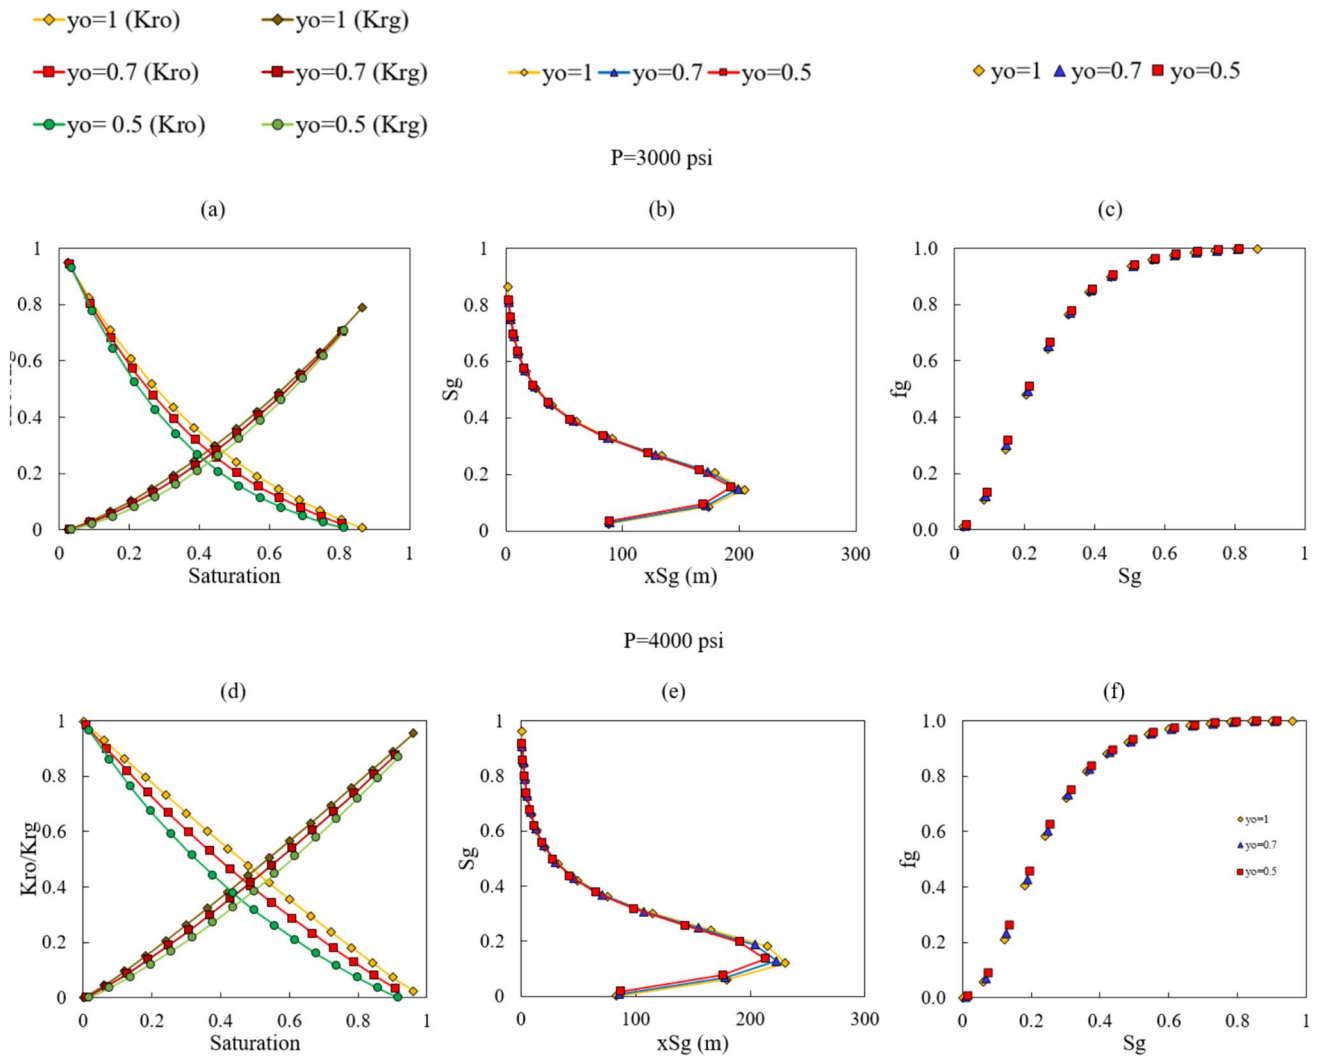 yo=1 (Kro) yo=1 (Krg)
yo=0.7 (Kro) yo=0.7 (Krg) yo=1 yo=0.7 yo=0.5 yo=1 yo=0.7 yo=0.5
yo= 0.5 (Kro) yo=0.5 (Krg)
P=3000 psi
(a) (b) (c)
1
0.8
0.6
0.4
0.2
0
0 0.2 0.4 0.6 0.8 1
Saturation
Sg
1
0.8
0.6
0.4
0.2
0
0 100 200 300
xSg (m)
fg
1.0
0.8
0.6
0.4
0.2
0.0
0 0.2 0.4 0.6 0.8 1
Sg
P=4000 psi
(d) (e) (f)
Kro/Krg
1
0.8
0.6
0.4
0.2
0
0 0.2 0.4 0.6 0.8 1
Saturation
Sg
1
0.8
0.6
0.4
0.2
0
0 100 200 300
xSg (m)
fg
1.0
0.8
0.6
0.4
0.2
0.0
0 0.2 0.4 0.6 0.8 1
Sg
yo=1
yo=0.7
yo=0.5